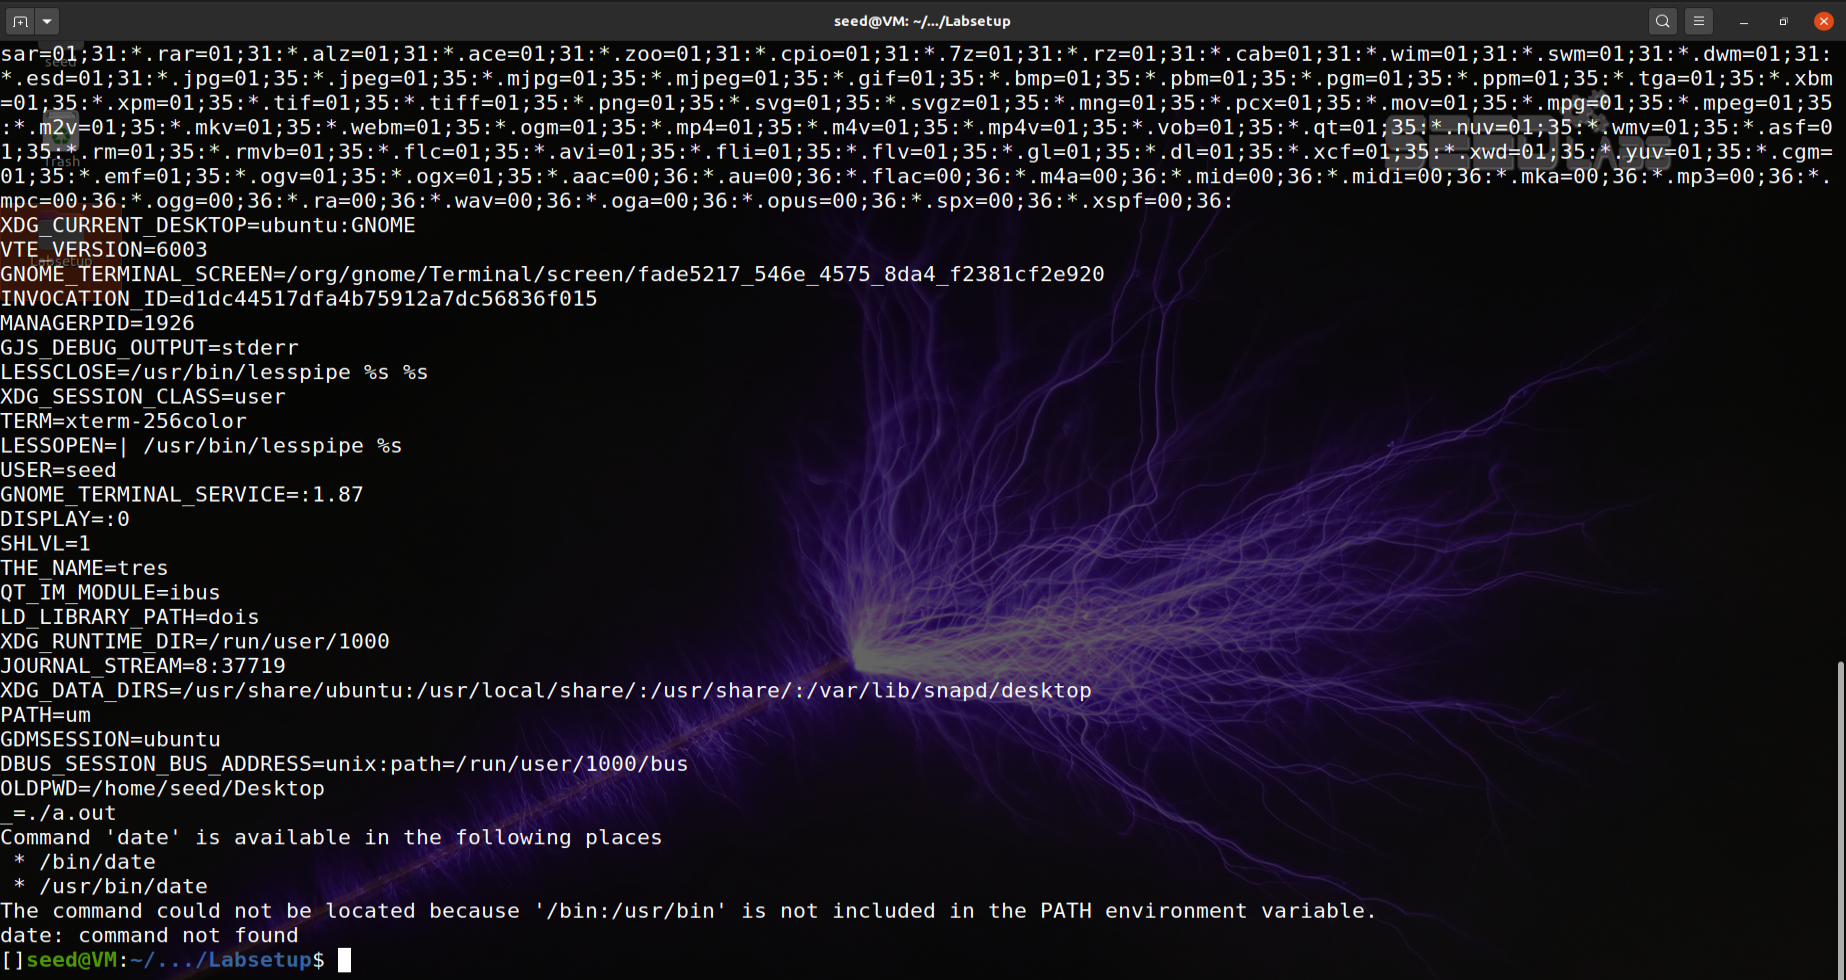 seed@VM: ~/.../Labsetup
sar=01;31:*.rar=01;31:*.alz=01;31:*.ace=01;31:*.zoo=01;31:*.cpio=01;31:*.7z=01;31:*.rz=01;31:*.cab=01;31:*.wim=01;31:*.swm=01;31:*.dwm=01;31:
*.esd=01;31:*.jpg=01;35:*.jpeg=01;35:*.mjpg=01;35:*.mjpeg=01;35:*.gif=01;35:*.bmp=01;35:*.pbm=01;35:*.pgm=01;35:*.ppm=01;35:*.tga=01;35:*.xbm
=01;35:*.xpm=01;35:*.tif=01;35:*.tiff=01;35:*.png=01;35:*.svg=01;35:*.svgz=01;35:*.mng=01;35:*.pcx=01;35:*.mov=01;35:*.mpg=01;35:*.mpeg=01;35
:*.m2v=01;35:*.mkv=01;35:*.webm=01;35:*.ogm=01;35:*.mp4=01;35:*.m4v=01;35:*.mp4v=01;35:*.vob=01;35:*.qt=01;35:*.nuv=01;35:*.wmv=01;35:*.asf=0
1;35:*.rm=01;35:*.rmvb=01;35:*.flc=01;35:*.avi=01;35:*.fli=01;35:*.flv=01;35:*.gl=01;35:*.dl=01;35:*.xcf=01;35:*.xwd=01;35:*.yuv=01;35:*.cgm=
01;35:*.emf=01;35:*.ogv=01;35:*.ogx=01;35:*.aac=00;36:*.au=00;36:*.flac=00;36:*.m4a=00;36:*.mid=00;36:*.midi=00;36:*.mka=00;36:*.mp3=00;36:*.
mpc=00;36:*.ogg=00;36:*.ra=00;36:*.wav=00;36:*.oga=00;36:*.opus=00;36:*.spx=00;36:*.xspf=00;36:
XDG_CURRENT_DESKTOP=ubuntu:GNOME
VTE_VERSION=6003
GNOME_TERMINAL_SCREEN=/org/gnome/Terminal/screen/fade5217_546e_4575_8da4_f2381cf2e920
INVOCATION_ID=d1dc44517dfa4b75912a7dc56836f015
MANAGERPID=1926
GJS_DEBUG_OUTPUT=stderr
LESSCLOSE=/usr/bin/lesspipe %s %s
XDG_SESSION_CLASS=user
TERM=xterm-256color
LESSOPEN=| /usr/bin/lesspipe %s
USER=seed
GNOME_TERMINAL_SERVICE=:1.87
DISPLAY=:0
SHLVL=1
THE_NAME=tres
QT_IM_MODULE=ibus
LD_LIBRARY_PATH=dois
XDG_RUNTIME_DIR=/run/user/1000
JOURNAL_STREAM=8:37719
XDG_DATA_DIRS=/usr/share/ubuntu:/usr/local/share/:/usr/share/:/var/lib/snapd/desktop
PATH=um
GDMSESSION=ubuntu
DBUS_SESSION_BUS_ADDRESS=unix:path=/run/user/1000/bus
OLDPWD=/home/seed/Desktop
_=./a.out
Command 'date' is available in the following places
 * /bin/date
 * /usr/bin/date
The command could not be located because '/bin:/usr/bin' is not included in the PATH environment variable.
date: command not found
[]seed@VM:~/.../Labsetup$
seed
Trash
Labsetup
SEEDLABS